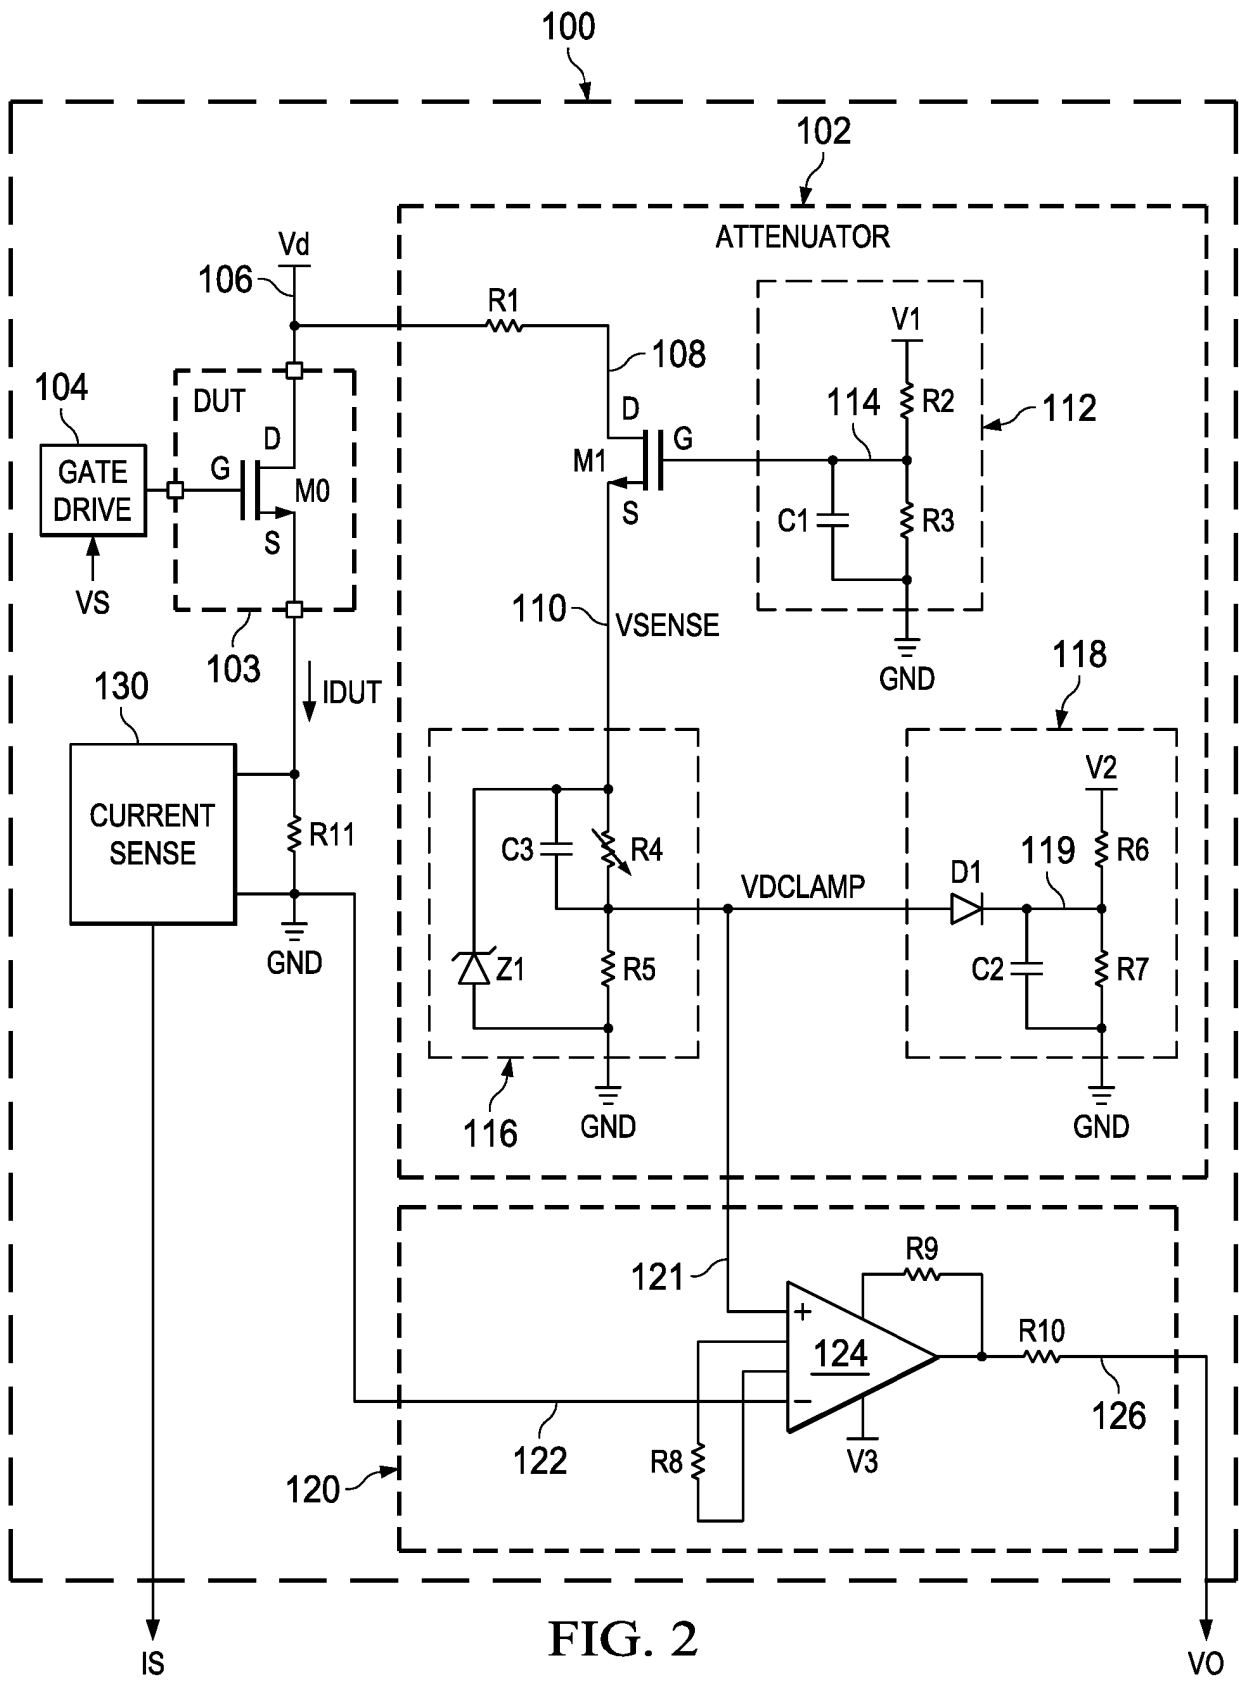 100
102
ATTENUATOR
Vd
106
R1
V1
108
104
DUT
D
114
R2
112
D
G
GATE
DRIVE
G
M0
M1
S
C1
R3
S
VS
110
VSENSE
103
GND
118
130
IDUT
V2
CURRENT
SENSE
R11
C3
R4
119
R6
VDCLAMP
D1
GND
Z1
R5
C2
R7
116
GND
GND
R9
121
+
R10
124
−
122
R8
V3
126
120
FIG. 2
IS
VO